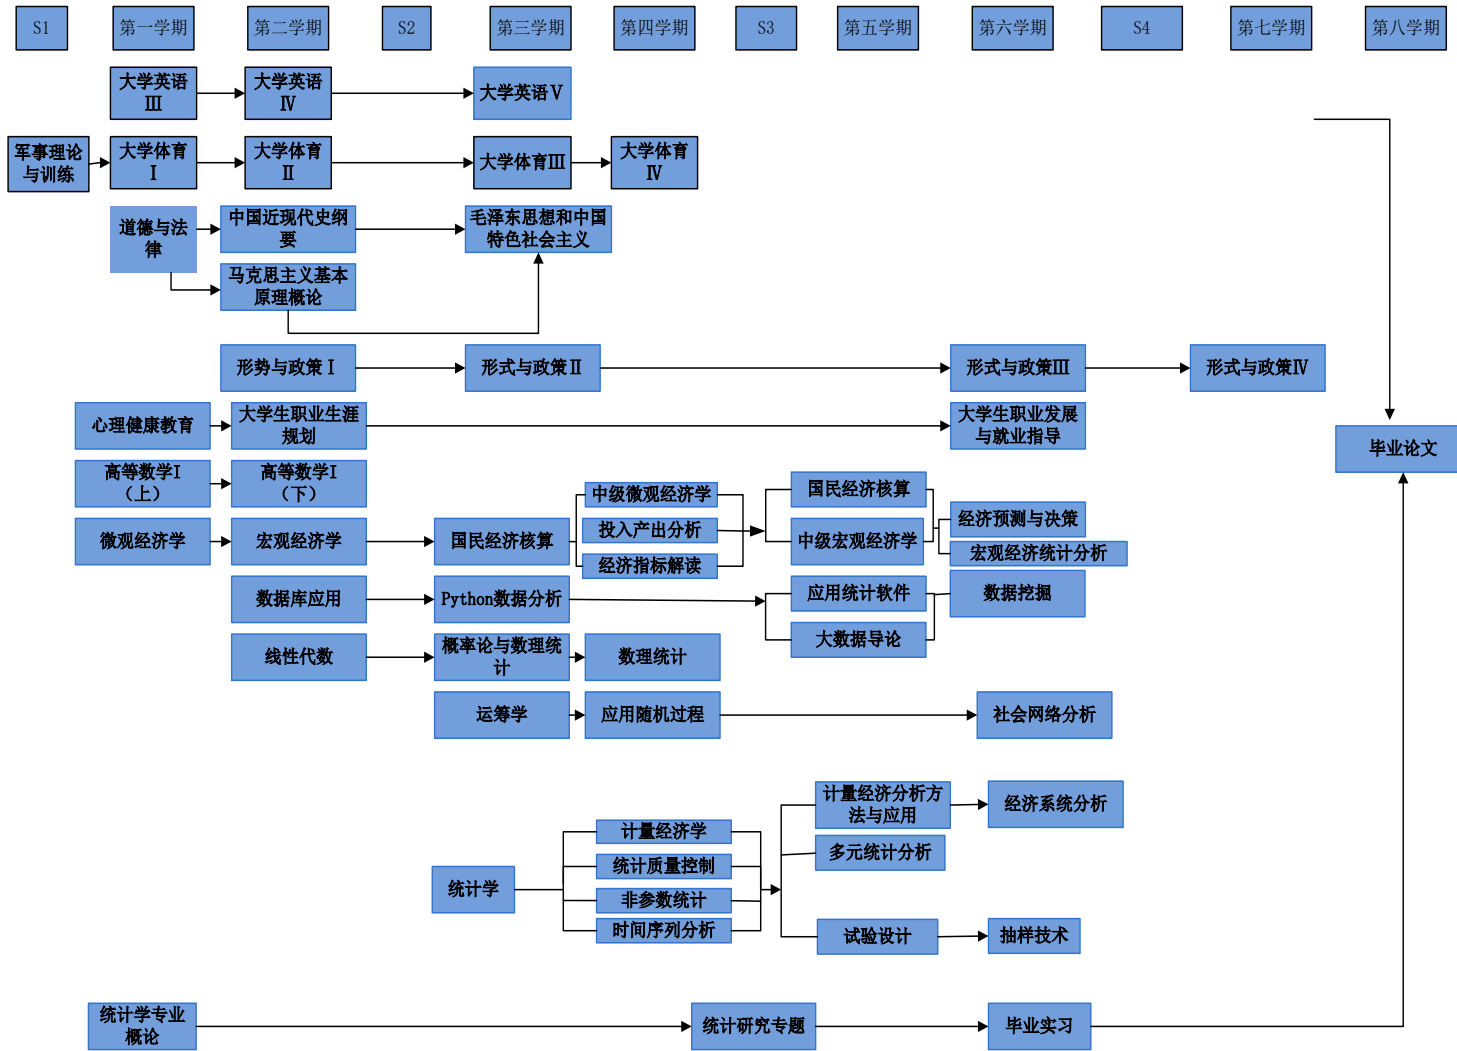 S1
第一学期
第二学期
S2
第三学期
第四学期
S3
第五学期
第六学期
S4
第七学期
第八学期
大学英语
Ⅲ
大学英语
Ⅳ
大学英语Ⅴ
军事理论
与训练
大学体育
Ⅰ
大学体育
Ⅱ
大学体育Ⅲ
大学体育
Ⅳ
道德与法
律
中国近现代史纲
要
毛泽东思想和中国
特色社会主义
马克思主义基本
原理概论
形势与政策Ⅰ
形式与政策Ⅱ
形式与政策Ⅲ
形式与政策Ⅳ
心理健康教育
大学生职业生涯
规划
大学生职业发展
与就业指导
毕业论文
高等数学I
（上）
高等数学I
（下）
微观经济学
宏观经济学
国民经济核算
中级微观经济学
投入产出分析
经济指标解读
国民经济核算
中级宏观经济学
经济预测与决策
宏观经济统计分析
数据库应用
Python数据分析
应用统计软件
大数据导论
数据挖掘
线性代数
概率论与数理统
计
数理统计
运筹学
应用随机过程
社会网络分析
统计学
计量经济学
统计质量控制
非参数统计
时间序列分析
计量经济分析方
法与应用
多元统计分析
试验设计
经济系统分析
抽样技术
统计学专业
概论
统计研究专题
毕业实习